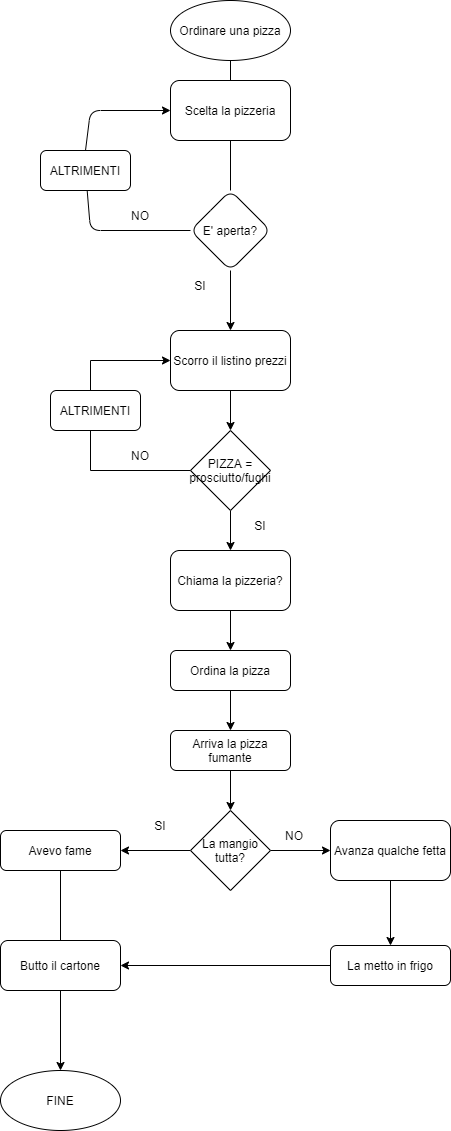 Ordinare una pizza
Scelta la pizzeria
ALTRIMENTI
NO
E' aperta?
SI
Scorro il listino prezzi
ALTRIMENTI
NO
PIZZA =
prosciutto/fughi
SI
Chiama la pizzeria?
Ordina la pizza
Arriva la pizza
fumante
SI
La mangio
tutta?
NO
Avevo fame
Avanza qualche fetta
Butto il cartone
La metto in frigo
FINE